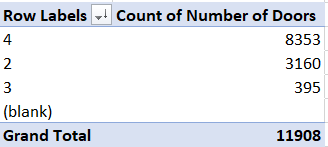 Row Labels Count of Number of Doors
4 8353
2 3160
3 395
(blank)
Grand Total 11908